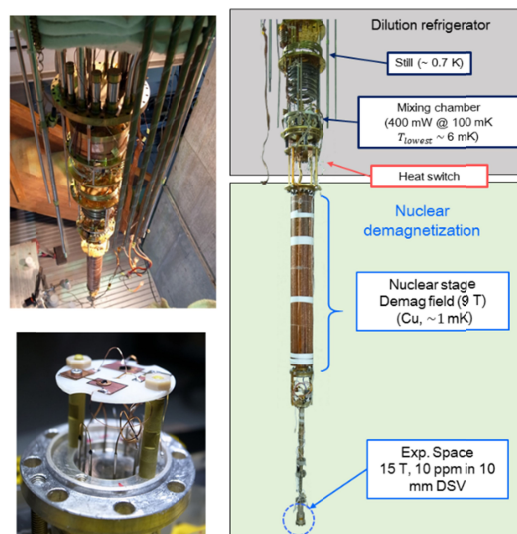 Dilution refrigerator
Still (~ 0.7 K)
Mixing chamber
(400 mW @ 100 mK
T_lowest ~ 6 mK)
Heat switch
Nuclear
demagnetization
Nuclear stage
Demag field (9 T)
(Cu, ~1 mK)
Exp. Space
15 T, 10 ppm in 10
mm DSV